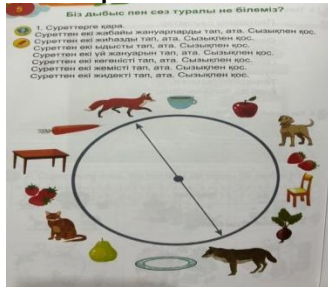 5
Біз дыбыс пен сөз туралы не білеміз?
1. Суреттерге қара.
Суреттен екі жабайы жануарларды тап, ата. Сызықпен қос.
Суреттен екі жиһазды тап, ата. Сызықпен қос.
Суреттен екі ыдысты тап, ата. Сызықпен қос.
Суреттен екі үй жануарын тап, ата. Сызықпен қос.
Суреттен екі көгөністі тап, ата. Сызықпен қос.
Суреттен екі жемісті тап, ата. Сызықпен қос.
Суреттен екі жидекті тап, ата. Сызықпен қос.